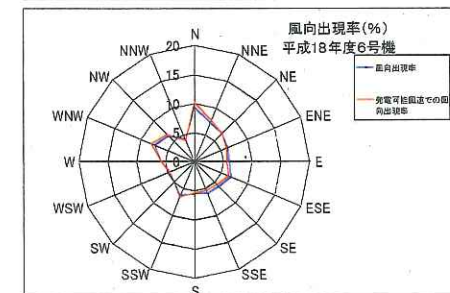 風向出現率(%)
平成18年度6号機
N
NNE
NE
ENE
E
ESE
SE
SSE
S
SSW
SW
WSW
W
WNW
NW
NNW
20
15
10
5
0
風向出現率
発電可能風速での風
向出現率